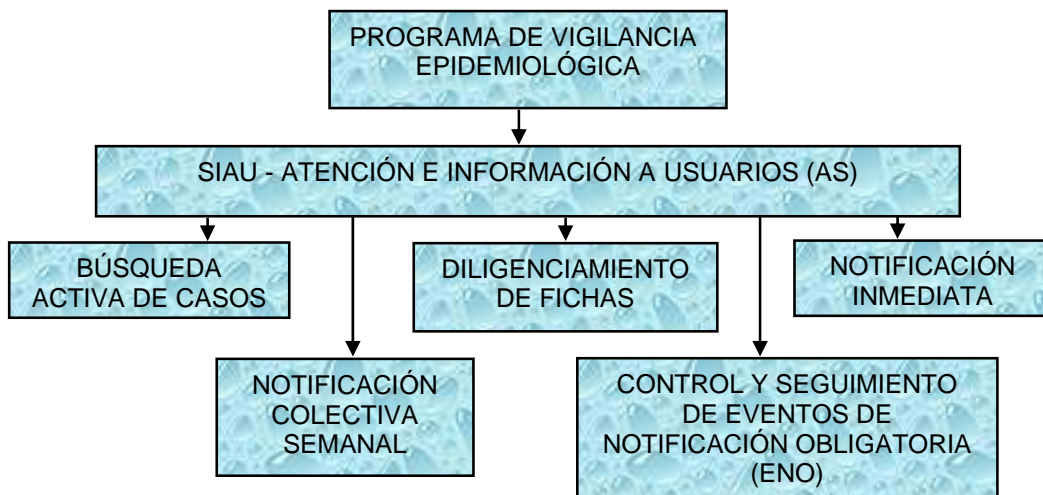 PROGRAMA DE VIGILANCIA
EPIDEMIOLÓGICA
SIAU - ATENCIÓN E INFORMACIÓN A USUARIOS (AS)
BÚSQUEDA
ACTIVA DE CASOS
DILIGENCIAMIENTO
DE FICHAS
NOTIFICACIÓN
INMEDIATA
NOTIFICACIÓN
COLECTIVA
SEMANAL
CONTROL Y SEGUIMIENTO
DE EVENTOS DE
NOTIFICACIÓN OBLIGATORIA
(ENO)